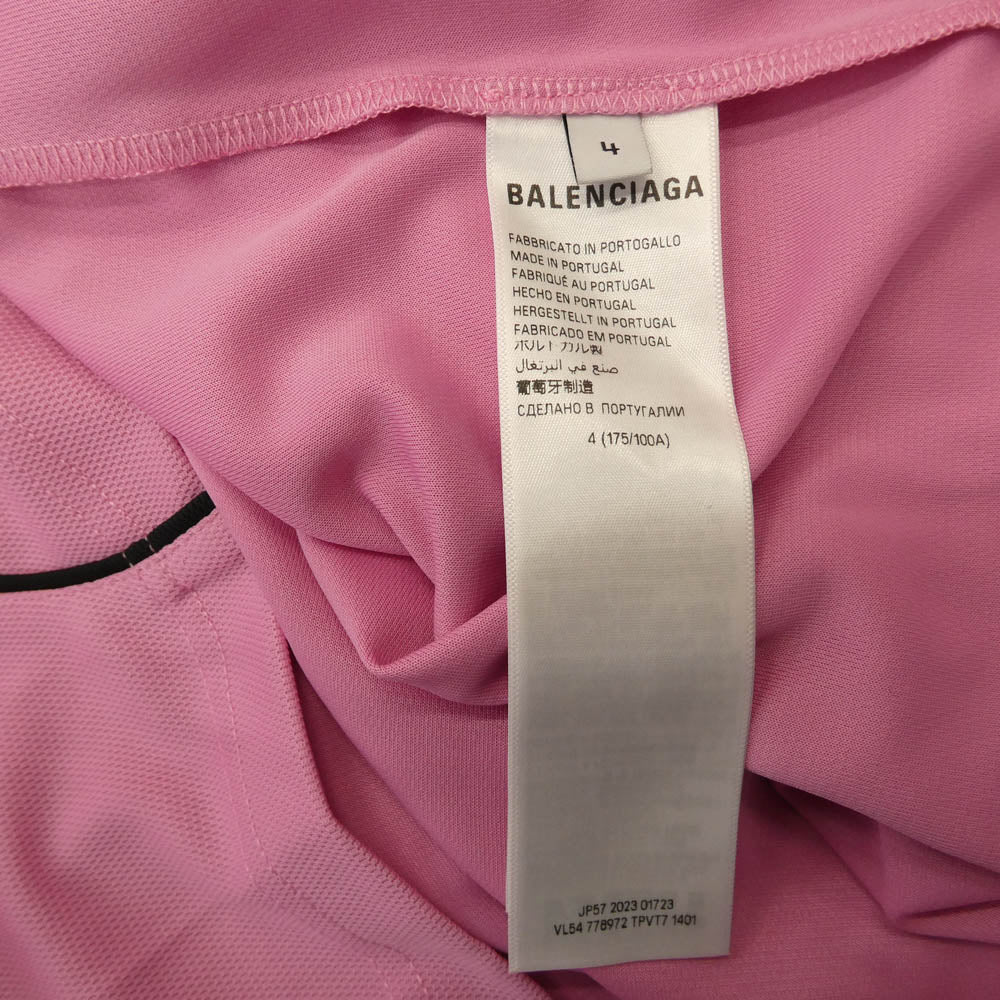 4
BALENCIAGA
FABBRICATO IN PORTOGALLO
MADE IN PORTUGAL
FABRIQUÉ AU PORTUGAL
HECHO EN PORTUGAL
HERGESTELLT IN PORTUGAL
FABRICADO EM PORTUGAL
ポルトガル製
صنع في البرتغال
葡萄牙制造
СДЕЛАНО В ПОРТУГАЛИИ
4 (175/100A)
JP57 2023 01723
VL54 778972 TPVT7 1401